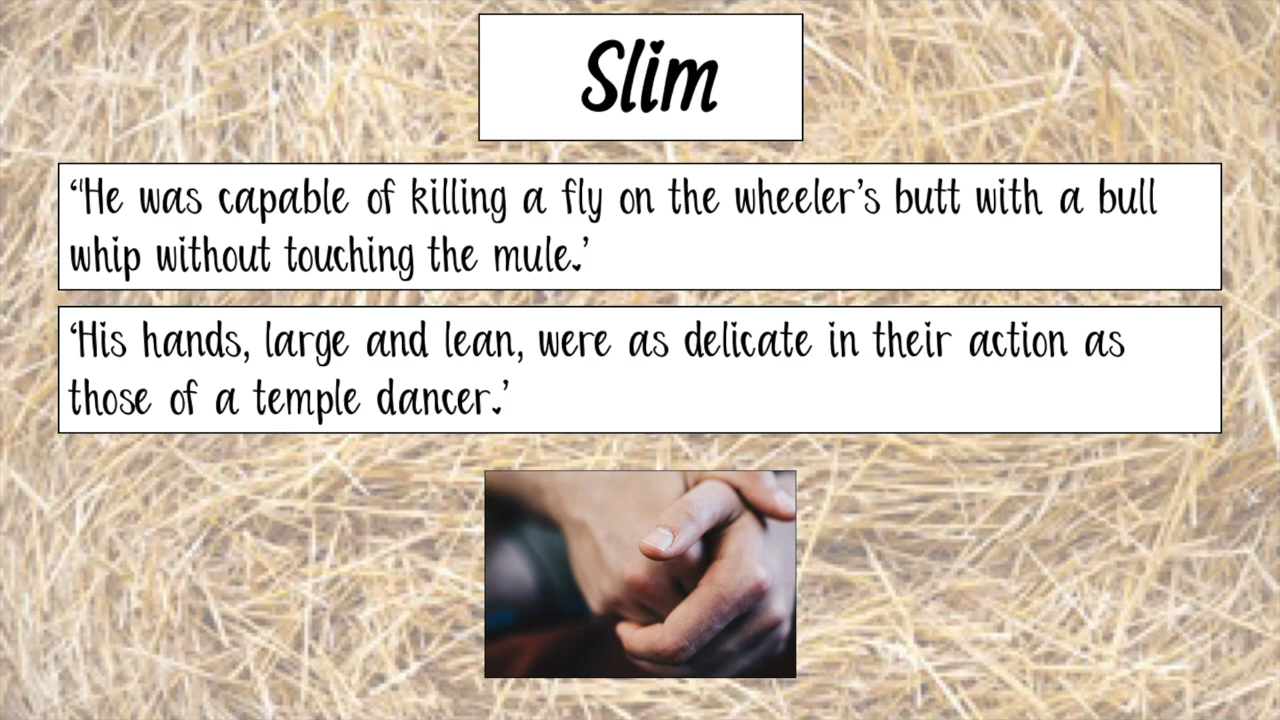 Slim
“He was capable of killing a fly on the wheeler’s butt with a bull
whip without touching the mule.’
‘His hands, large and lean, were as delicate in their action as
those of a temple dancer.’